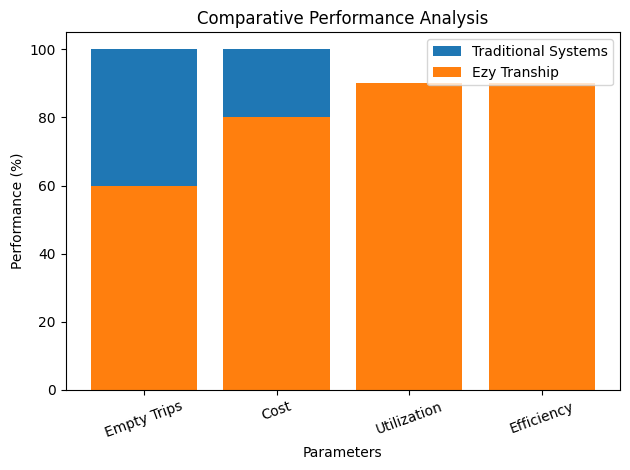 Comparative Performance Analysis
Traditional Systems
Ezy Tranship
Performance (%)
100
80
60
40
20
0
Empty Trips
Cost
Utilization
Efficiency
Parameters